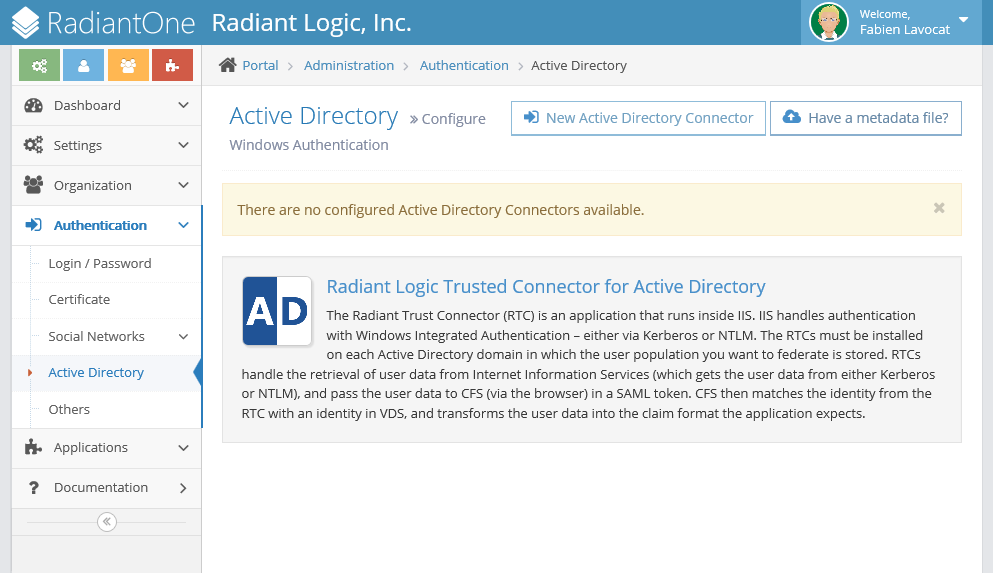 RadiantOne Radiant Logic, Inc.
Welcome,
Fabien Lavocat
Portal > Administration > Authentication > Active Directory
Dashboard
Settings
Organization
Authentication
Login / Password
Certificate
Social Networks
Active Directory
Others
Applications
? Documentation
Active Directory » Configure
Windows Authentication
New Active Directory Connector
Have a metadata file?
There are no configured Active Directory Connectors available.
AD
Radiant Logic Trusted Connector for Active Directory
The Radiant Trust Connector (RTC) is an application that runs inside IIS. IIS handles authentication
with Windows Integrated Authentication – either via Kerberos or NTLM. The RTCs must be installed
on each Active Directory domain in which the user population you want to federate is stored. RTCs
handle the retrieval of user data from Internet Information Services (which gets the user data from either Kerberos
or NTLM), and pass the user data to CFS (via the browser) in a SAML token. CFS then matches the identity from the
RTC with an identity in VDS, and transforms the user data into the claim format the application expects.